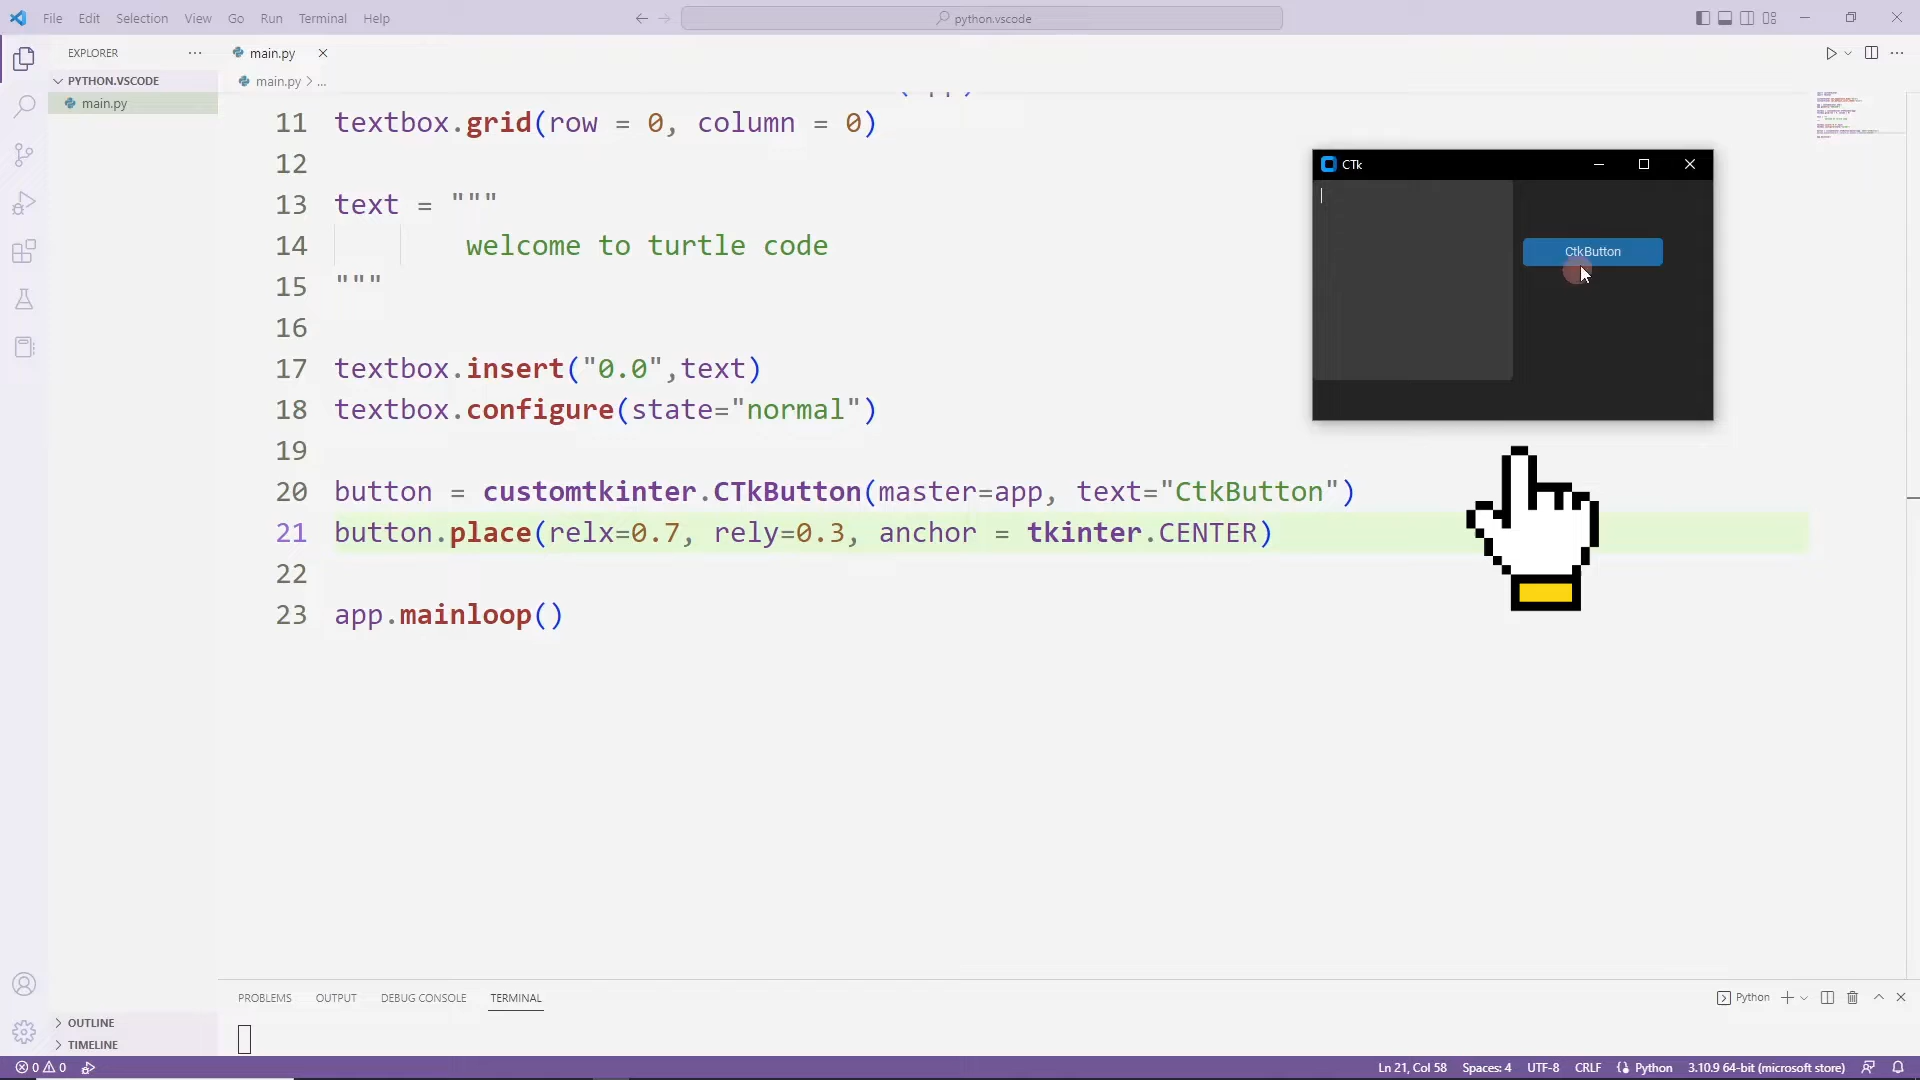 File Edit Selection View Go Run Terminal Help
python.vscode
EXPLORER
main.py
PYTHON.VSCODE
main.py > ...
main.py
11 textbox.grid(row = 0, column = 0)
12
13 text = """
14 welcome to turtle code
15 """
16
17 textbox.insert("0.0",text)
18 textbox.configure(state="normal")
19
20 button = customtkinter.CTkButton(master=app, text="CtkButton")
21 button.place(relx=0.7, rely=0.3, anchor = tkinter.CENTER)
22
23 app.mainloop()
CTk
CtkButton
PROBLEMS OUTPUT DEBUG CONSOLE TERMINAL
Python
OUTLINE
TIMELINE
0 0
Ln 21, Col 58 Spaces: 4 UTF-8 CRLF Python 3.10.9 64-bit (microsoft store)